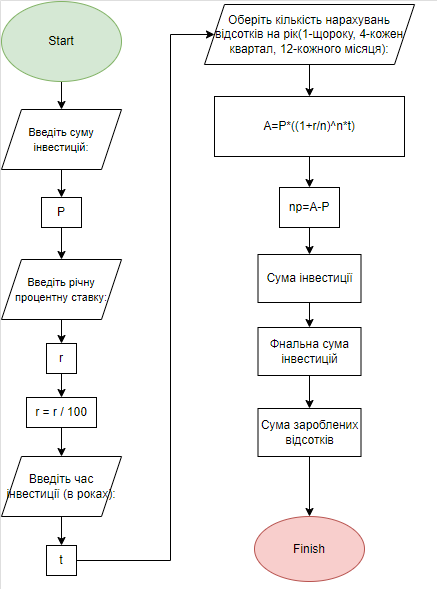 Start
Введіть суму
інвестицій:
P
Введіть річну
процентну ставку:
r
r = r / 100
Введіть час
інвестиції (в роках):
t
Оберіть кількість нарахувань
відсотків на рік(1-щороку, 4-кожен
квартал, 12-кожного місяця):
A=P*((1+r/n)^n*t)
np=A-P
Сума інвестиції
Фнальна сума
інвестицій
Сума зароблених
відсотків
Finish